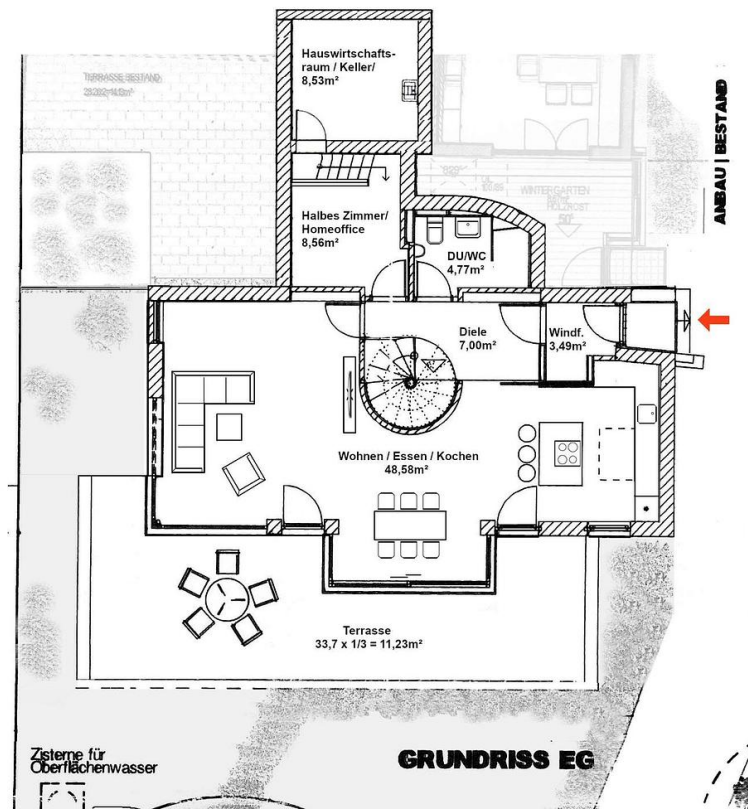 Hauswirtschafts-
raum / Keller/
8,53m²
TERRASSE BESTAND
ANBAU | BESTAND
WINTERGARTEN
Halbes Zimmer/
Homeoffice
8,56m²
DU/WC
4,77m²
Diele
7,00m²
Windf.
3,49m²
Wohnen / Essen / Kochen
48,58m²
Terrasse
33,7 x 1/3 = 11,23m²
Zisterne für
Oberflächenwasser
GRUNDRISS EG